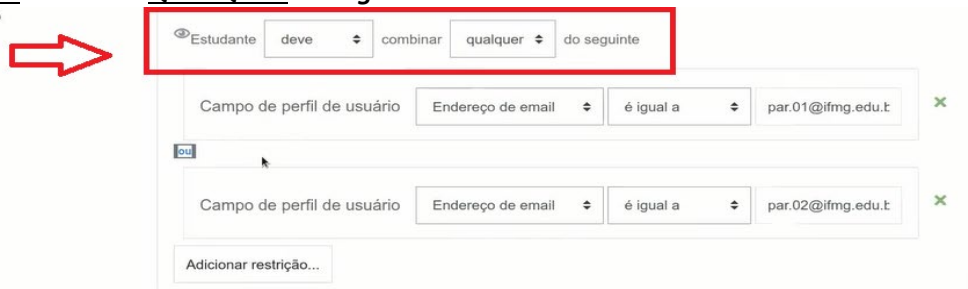 Estudante deve combinar qualquer do seguinte
Campo de perfil de usuário Endereço de email é igual a par.01@ifmg.edu.b
ou
Campo de perfil de usuário Endereço de email é igual a par.02@ifmg.edu.b
Adicionar restrição...